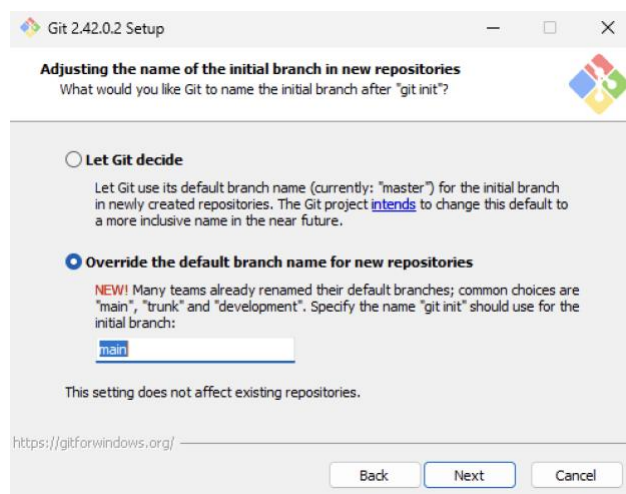 Git 2.42.0.2 Setup
Adjusting the name of the initial branch in new repositories
What would you like Git to name the initial branch after "git init"?
Let Git decide
Let Git use its default branch name (currently: "master") for the initial branch
in newly created repositories. The Git project intends to change this default to
a more inclusive name in the near future.
Override the default branch name for new repositories
NEW! Many teams already renamed their default branches; common choices are
"main", "trunk" and "development". Specify the name "git init" should use for the
initial branch:
main
This setting does not affect existing repositories.
https://gitforwindows.org/
Back Next Cancel